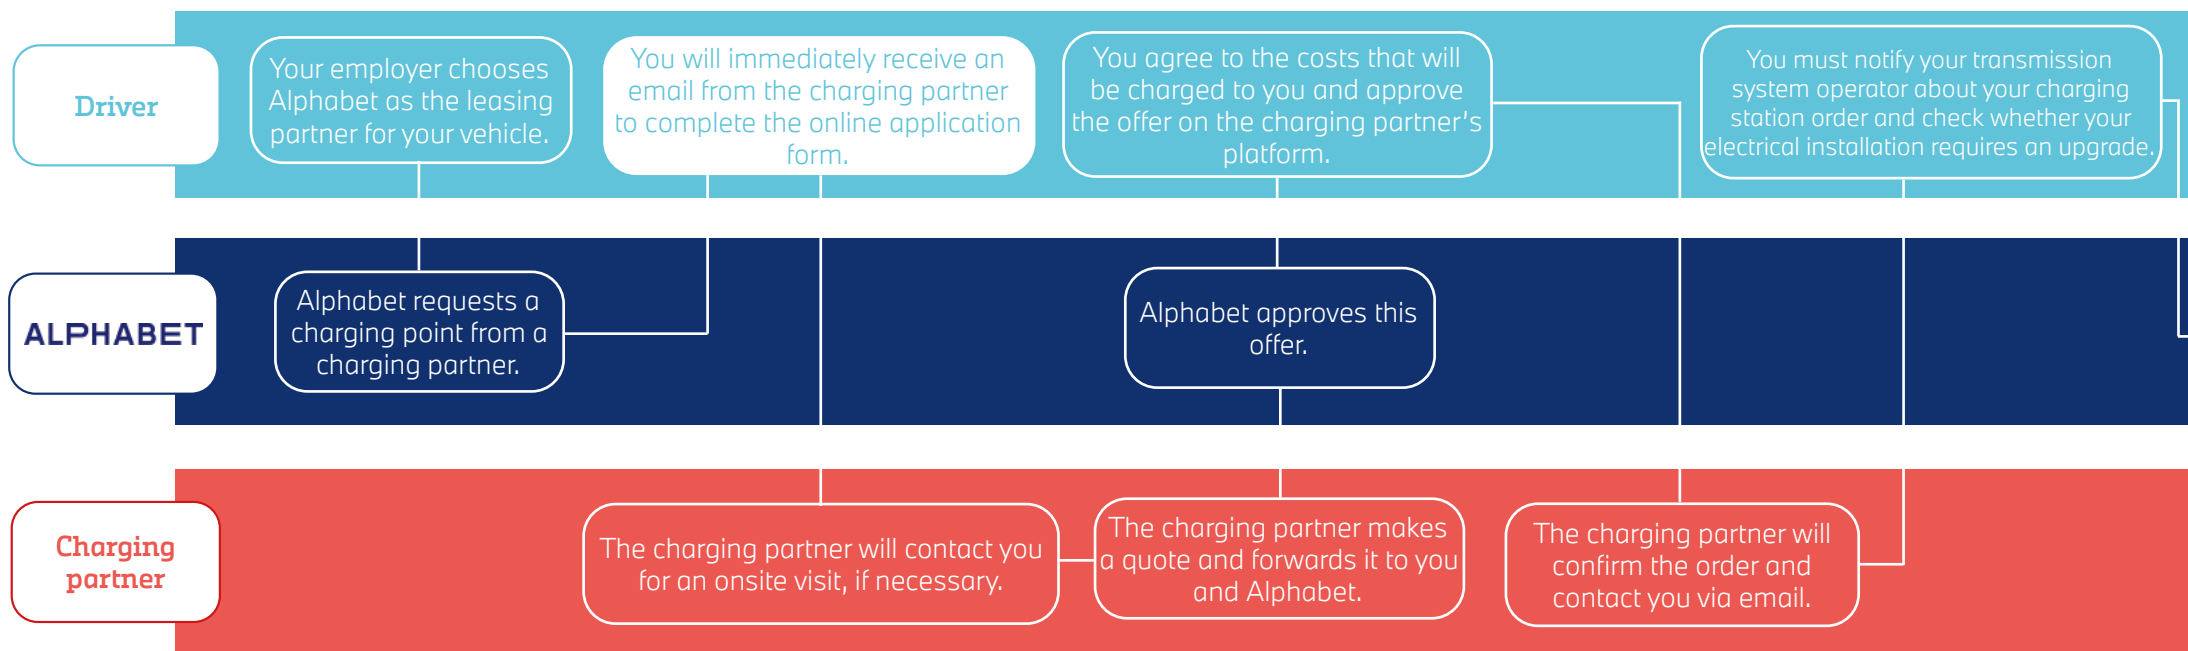 Driver
Your employer chooses
Alphabet as the leasing
partner for your vehicle.
You will immediately receive an
email from the charging partner
to complete the online application
form.
You agree to the costs that will
be charged to you and approve
the offer on the charging partner's
platform.
You must notify your transmission
system operator about your charging
station order and check whether your
electrical installation requires an upgrade.
ALPHABET
Alphabet requests a
charging point from a
charging partner.
Alphabet approves this
offer.
Charging
partner
The charging partner will contact you
for an onsite visit, if necessary.
The charging partner makes
a quote and forwards it to you
and Alphabet.
The charging partner will
confirm the order and
contact you via email.